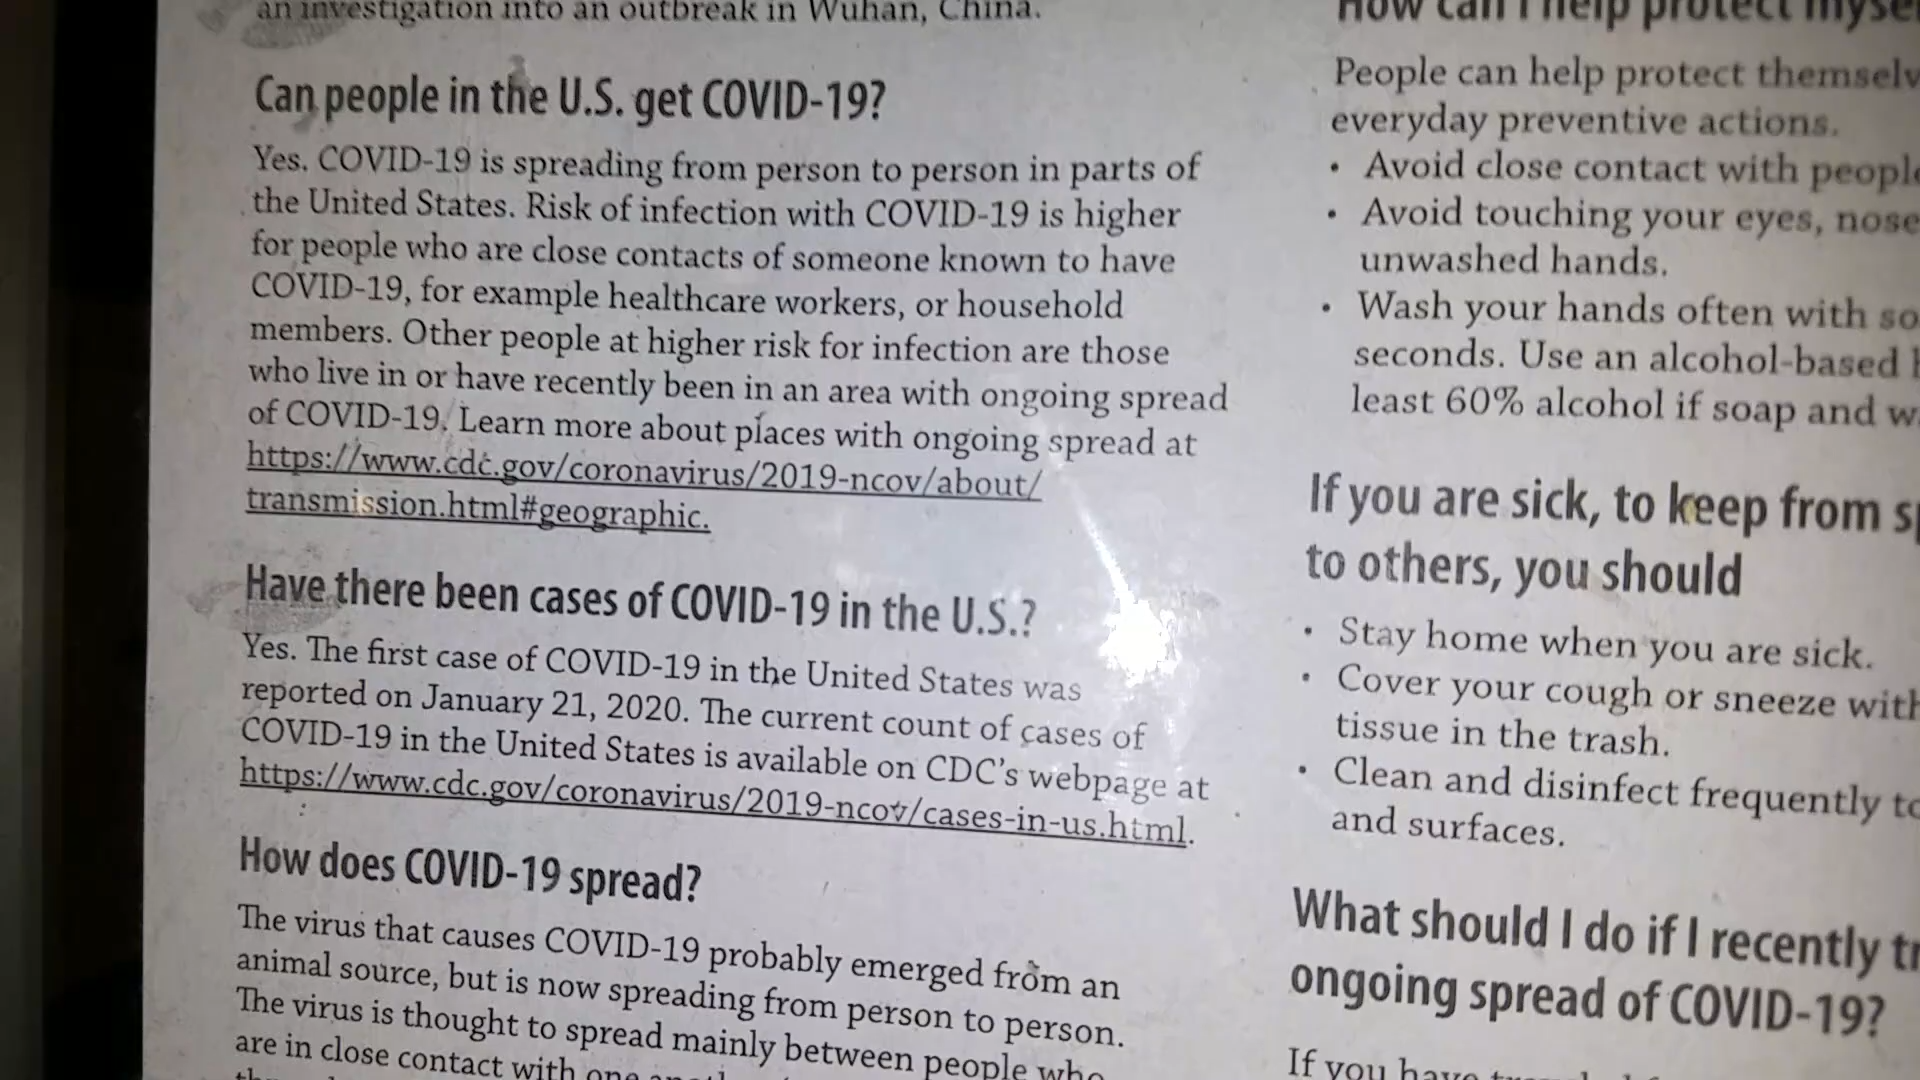 an investigation into an outbreak in Wuhan, China.
Can people in the U.S. get COVID-19?
Yes. COVID-19 is spreading from person to person in parts of
the United States. Risk of infection with COVID-19 is higher
for people who are close contacts of someone known to have
COVID-19, for example healthcare workers, or household
members. Other people at higher risk for infection are those
who live in or have recently been in an area with ongoing spread
of COVID-19. Learn more about places with ongoing spread at
https://www.cdc.gov/coronavirus/2019-ncov/about/
transmission.html#geographic.
Have there been cases of COVID-19 in the U.S.?
Yes. The first case of COVID-19 in the United States was
reported on January 21, 2020. The current count of cases of
COVID-19 in the United States is available on CDC's webpage at
https://www.cdc.gov/coronavirus/2019-ncov/cases-in-us.html.
How does COVID-19 spread?
The virus that causes COVID-19 probably emerged from an
animal source, but is now spreading from person to person.
The virus is thought to spread mainly between people who
are in close contact with one
How can I help protect
People can help protect
everyday preventive actions.
• Avoid close contact with
• Avoid touching your eyes, nose
unwashed hands.
• Wash your hands often with
seconds. Use an alcohol-based
least 60% alcohol if soap and
If you are sick, to keep from
to others, you should
• Stay home when you are sick.
• Cover your cough or sneeze with
tissue in the trash.
• Clean and disinfect frequently
and surfaces.
What should I do if I recently
ongoing spread of COVID-19?
If you have